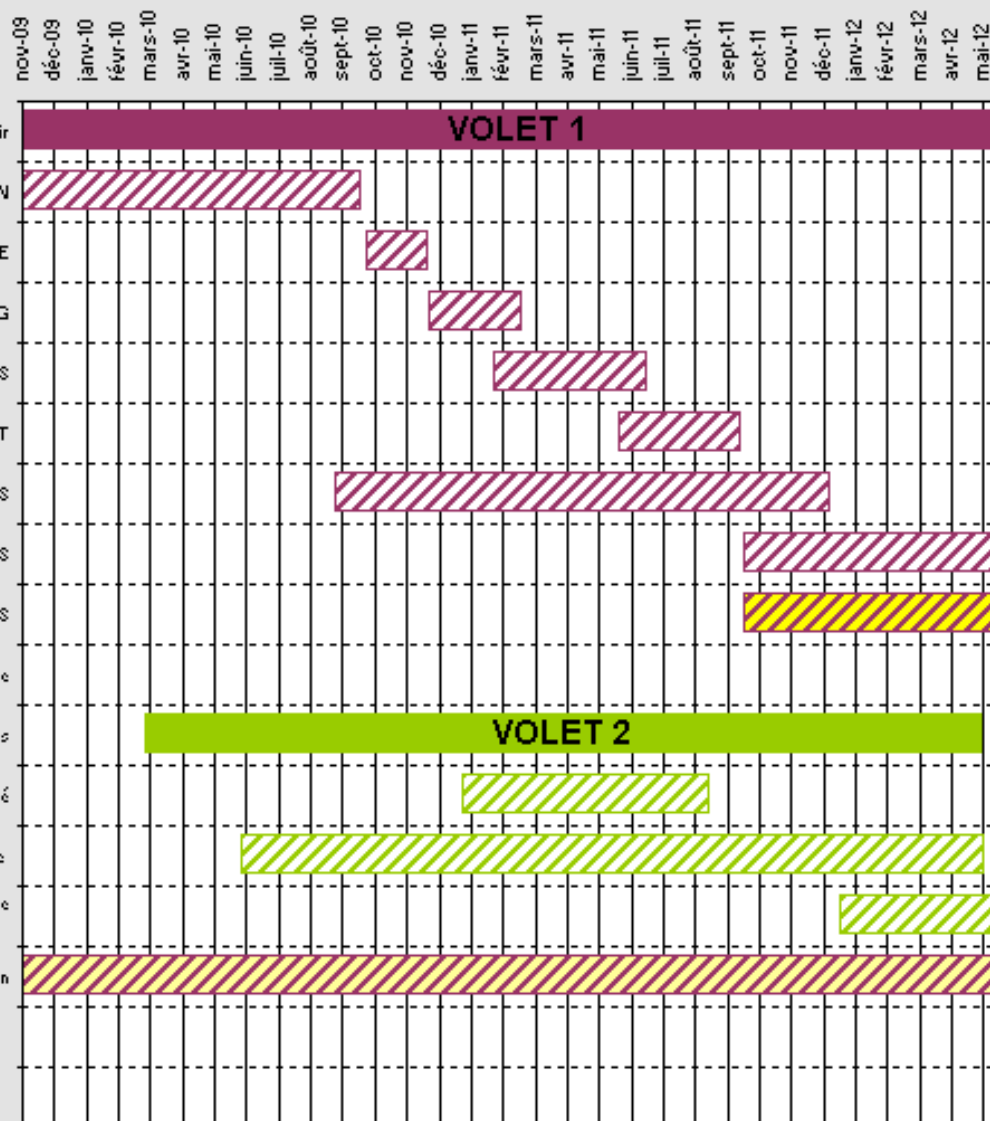 nov-09
déc-09
janv-10
févr-10
mars-10
avr-10
mai-10
juin-10
juil-10
août-10
sept-10
oct-10
nov-10
déc-10
janv-11
févr-11
mars-11
avr-11
mai-11
juin-11
juil-11
août-11
sept-11
oct-11
nov-11
déc-11
janv-12
févr-12
mars-12
avr-12
mai-12
ir
VOLET 1
N
E
G
S
T
S
S
S
e
s
VOLET 2
é
e
e
n